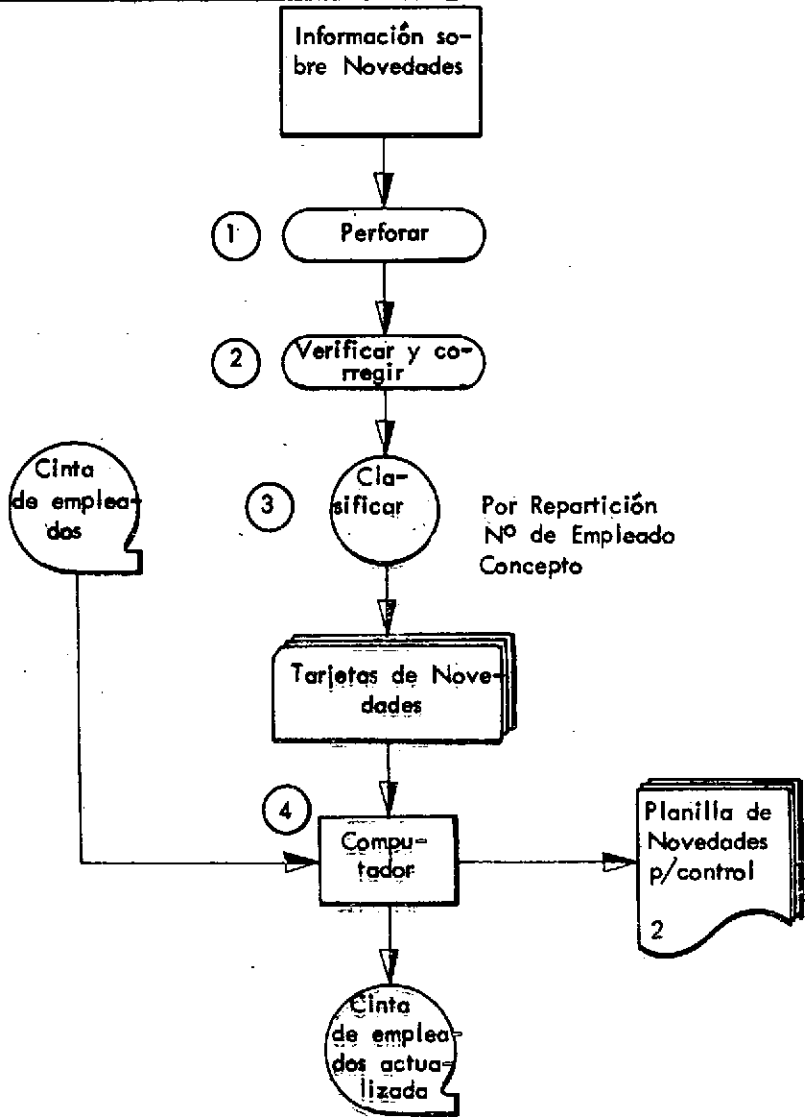 Información so-
bre Novedades
1
Perforar
2
Verificar y co-
rregir
3
Cla-
sificar
Por Repartición
Nº de Empleado
Concepto
Cinta
de emplea-
dos
Tarjetas de Nove-
dades
4
Compu-
tador
Planilla de
Novedades
p/control
2
Cinta
de emplea-
dos actua-
lizada